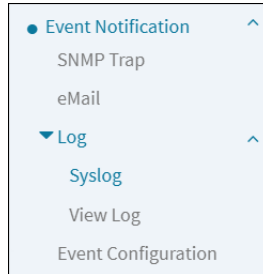 Event Notification
SNMP Trap
eMail
Log
Syslog
View Log
Event Configuration